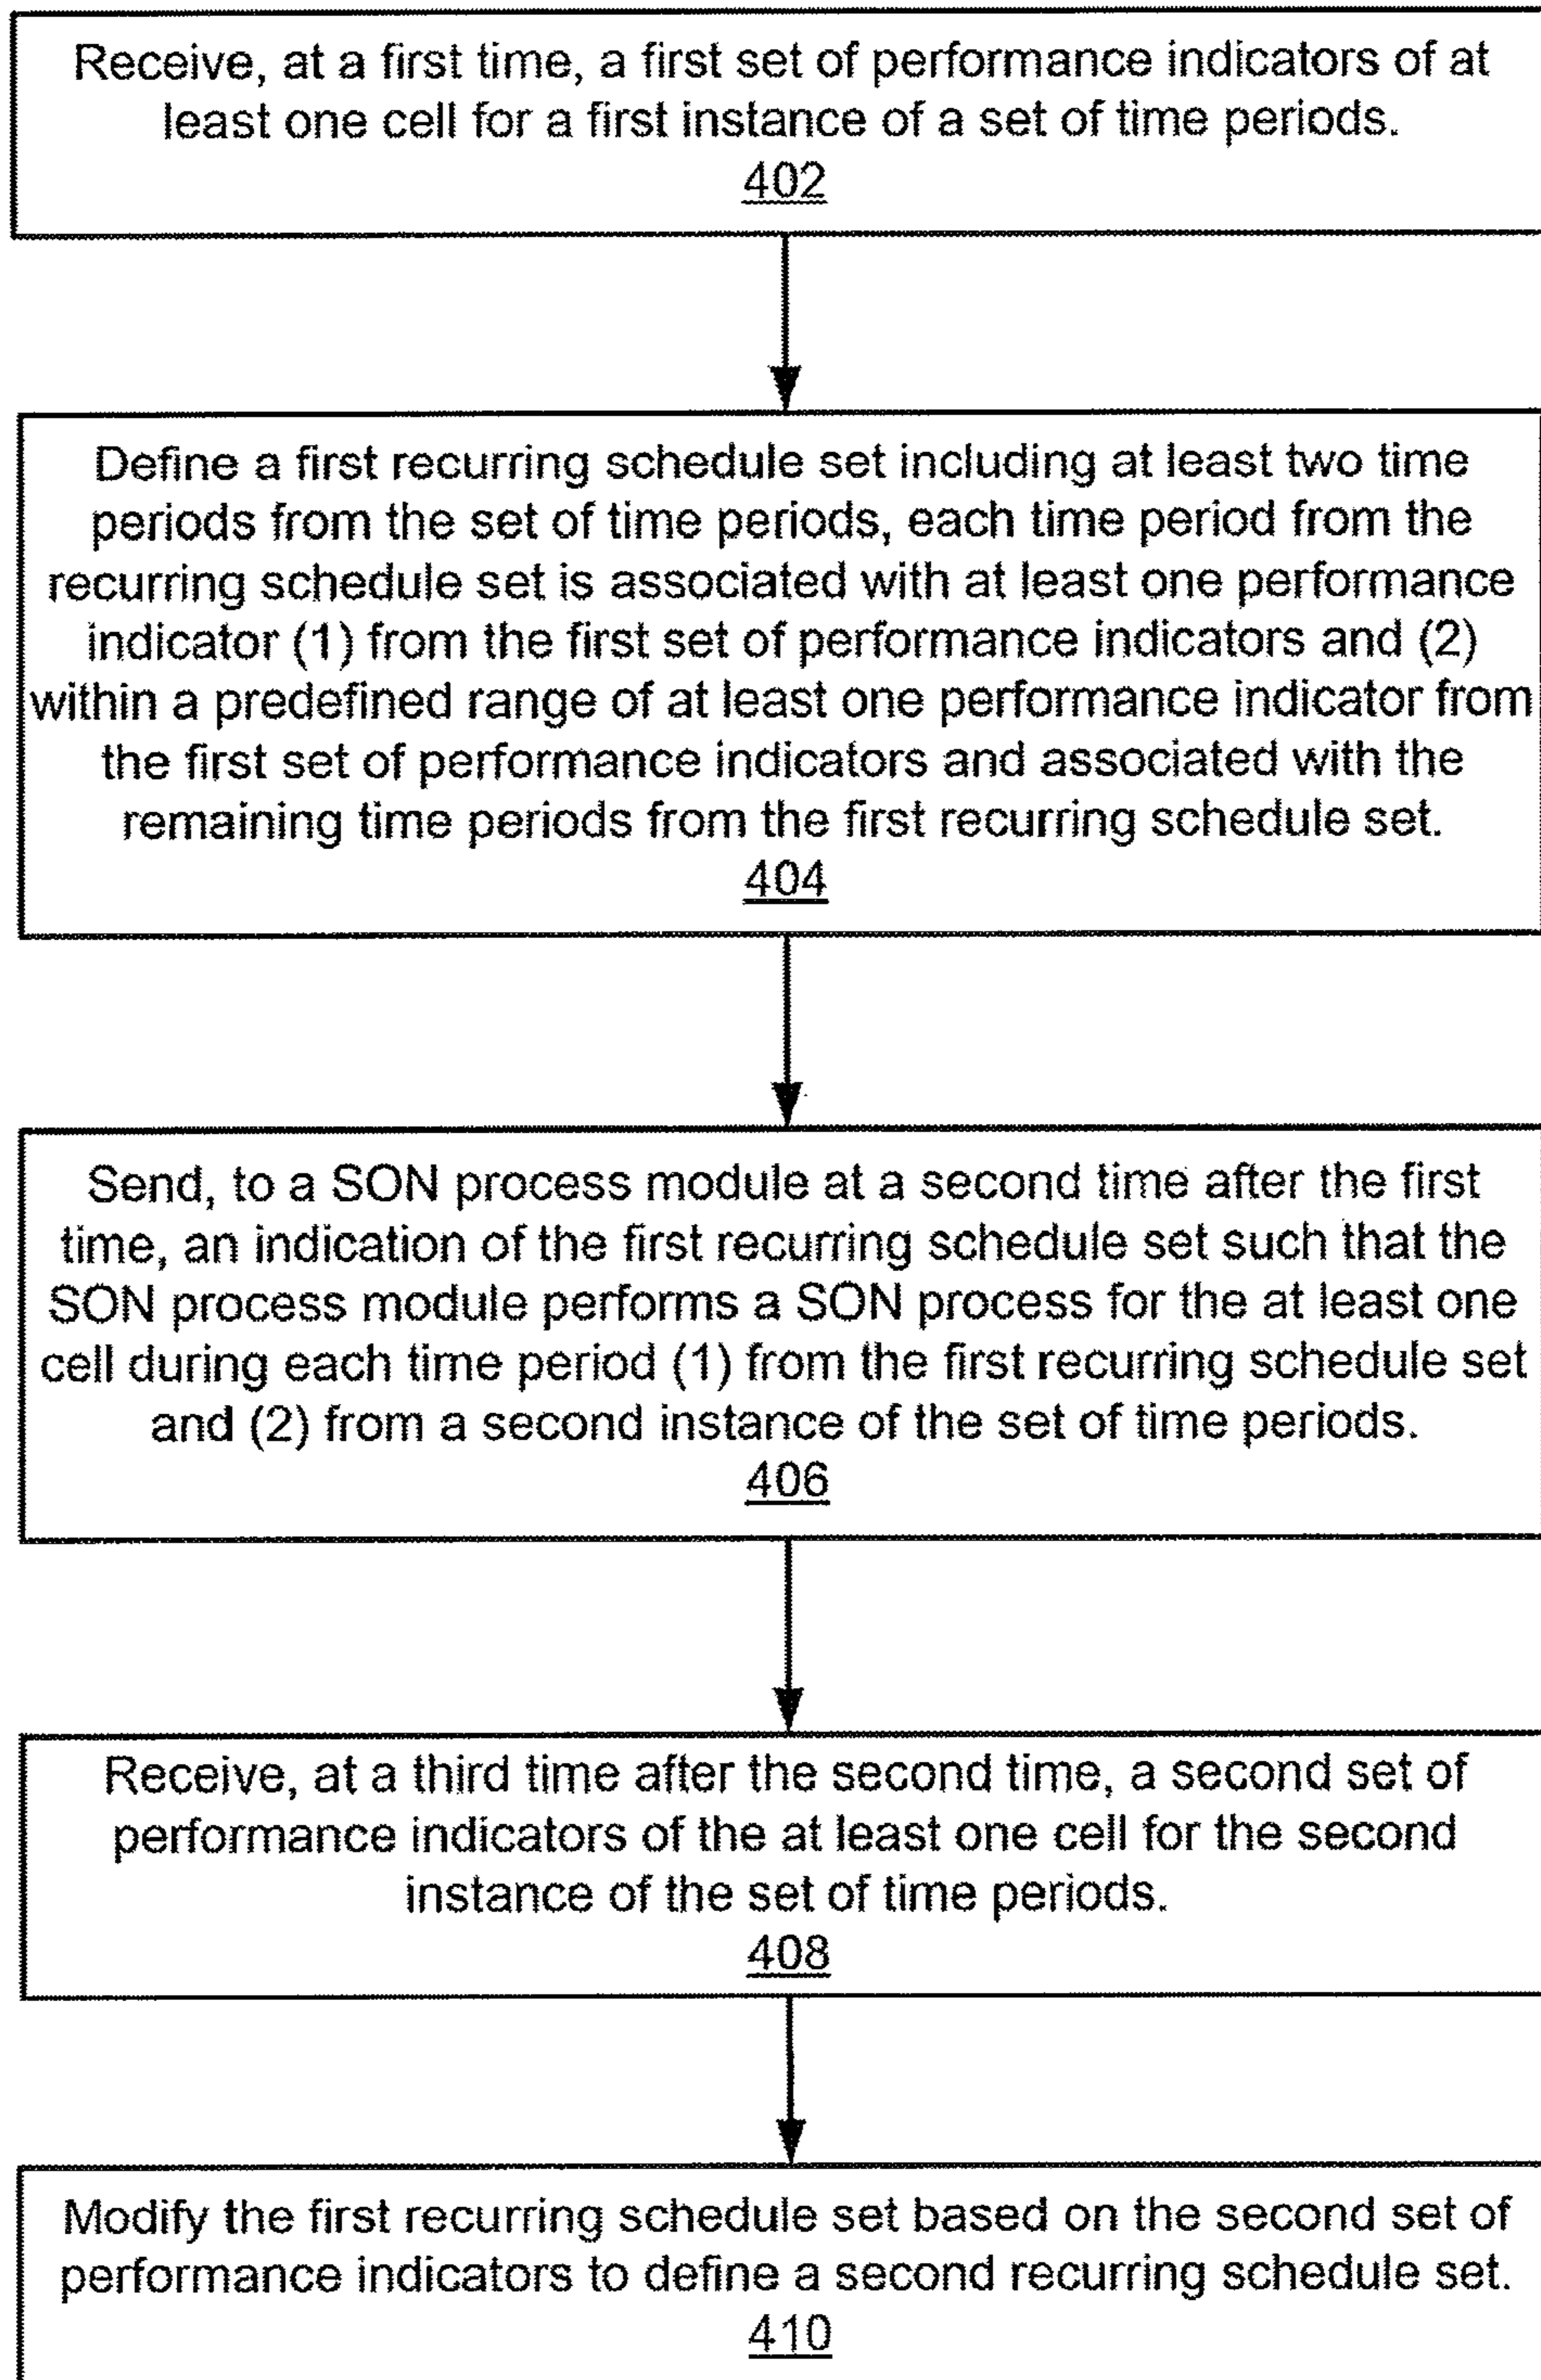 Receive, at a first time, a first set of performance indicators of at
least one cell for a first instance of a set of time periods.
402
Define a first recurring schedule set including at least two time
periods from the set of time periods, each time period from the
recurring schedule set is associated with at least one performance
indicator (1) from the first set of performance indicators and (2)
within a predefined range of at least one performance indicator from
the first set of performance indicators and associated with the
remaining time periods from the first recurring schedule set.
404
Send, to a SON process module at a second time after the first
time, an indication of the first recurring schedule set such that the
SON process module performs a SON process for the at least one
cell during each time period (1) from the first recurring schedule set
and (2) from a second instance of the set of time periods.
406
Receive, at a third time after the second time, a second set of
performance indicators of the at least one cell for the second
instance of the set of time periods.
408
Modify the first recurring schedule set based on the second set of
performance indicators to define a second recurring schedule set.
410